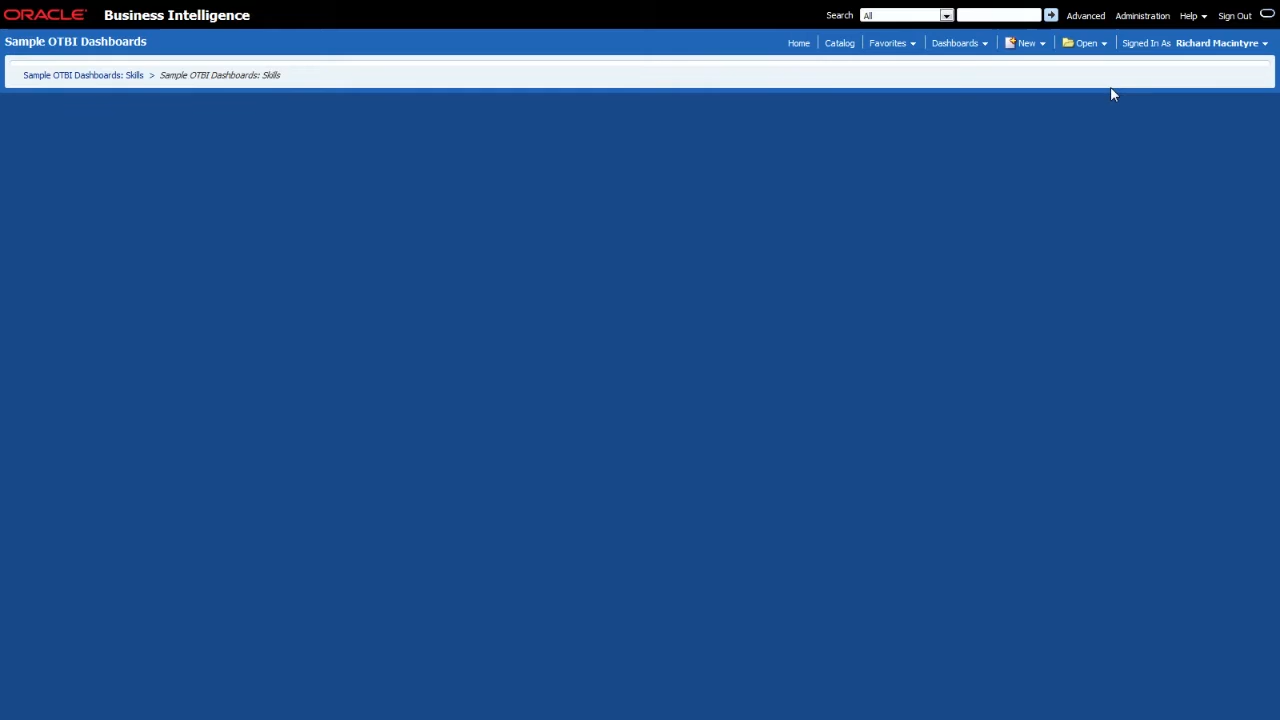 ORACLE Business Intelligence Search All Advanced Administration Help Sign Out
Sample OTBI Dashboards Home Catalog Favorites Dashboards New Open Signed In As Richard Macintyre
Sample OTBI Dashboards: Skills > Sample OTBI Dashboards: Skills